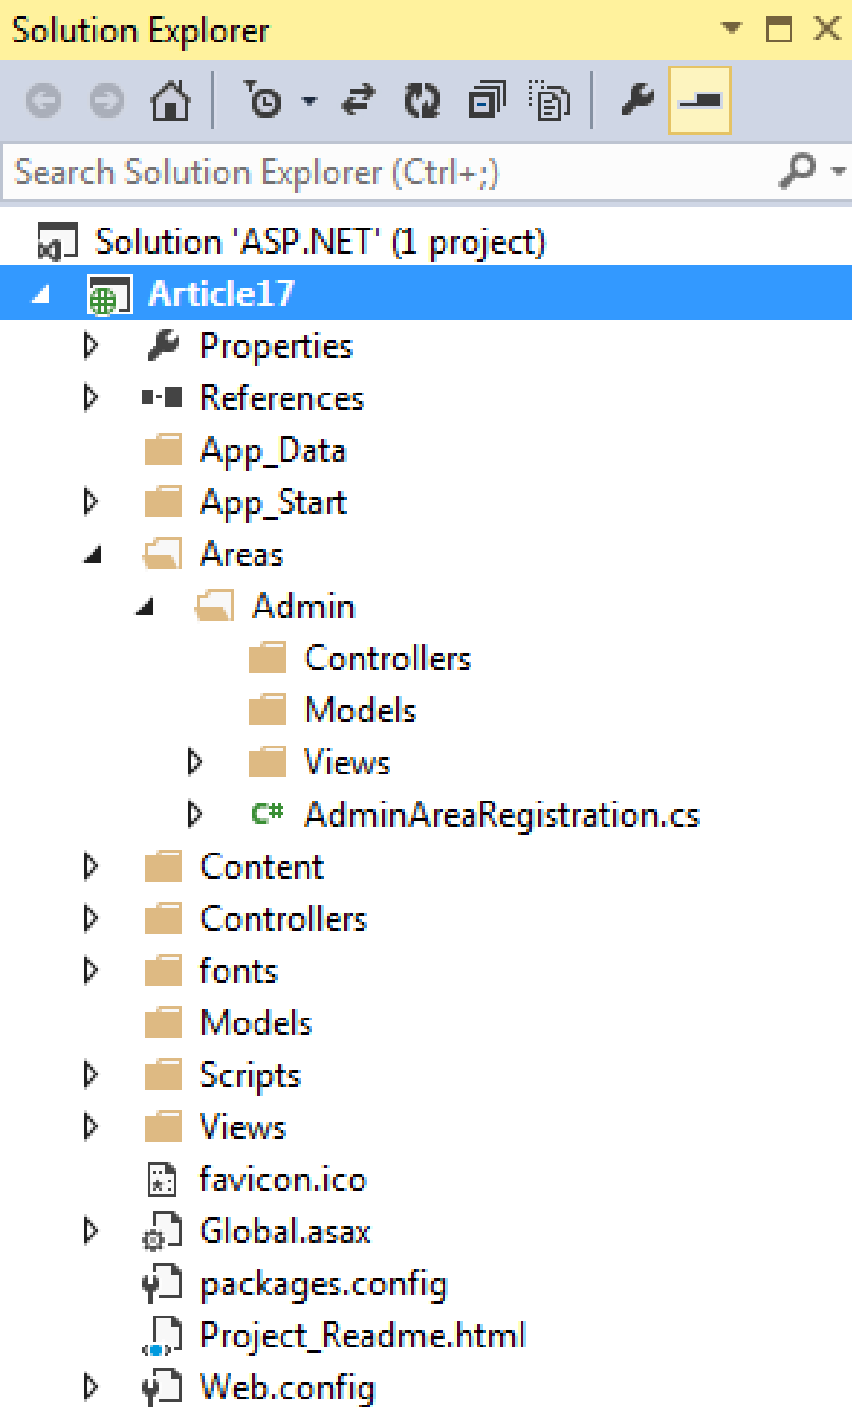 Solution Explorer
Search Solution Explorer (Ctrl+;)
Solution 'ASP.NET' (1 project)
Article17
Properties
References
App_Data
App_Start
Areas
Admin
Controllers
Models
Views
C# AdminAreaRegistration.cs
Content
Controllers
fonts
Models
Scripts
Views
favicon.ico
Global.asax
packages.config
Project_Readme.html
Web.config